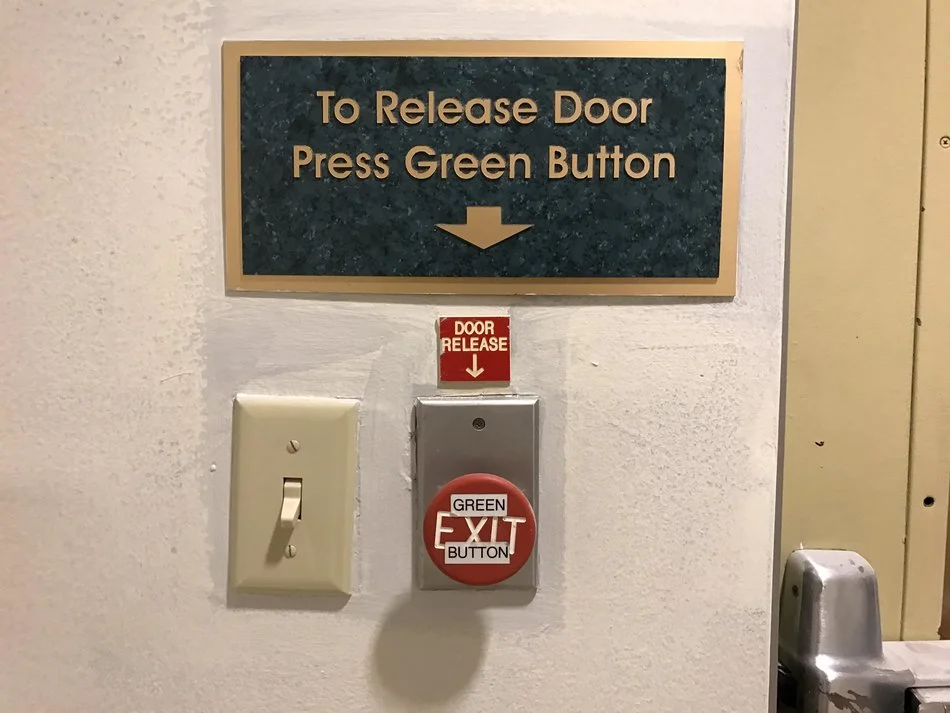 To Release Door
Press Green Button
DOOR
RELEASE
GREEN
EXIT
BUTTON